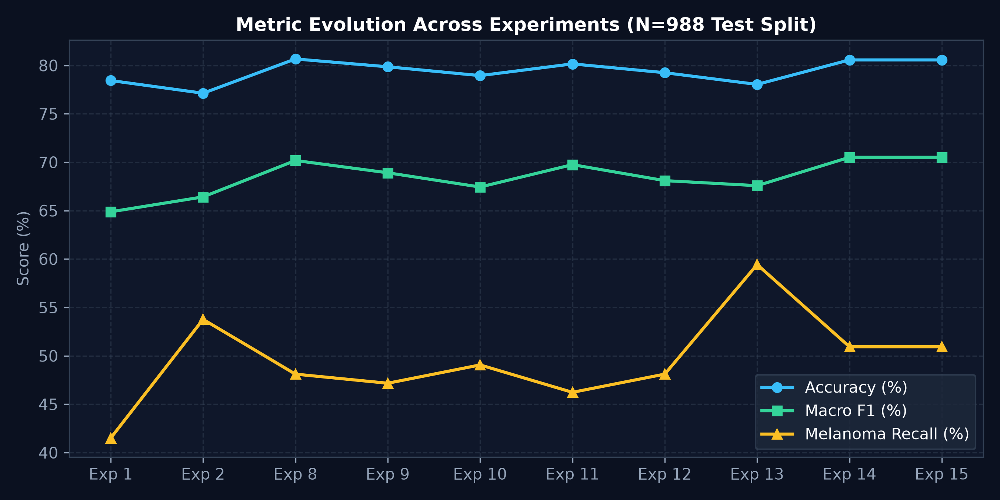 Metric Evolution Across Experiments (N=988 Test Split)
Score (%)
80
75
70
65
60
55
50
45
40
Exp 1 Exp 2 Exp 8 Exp 9 Exp 10 Exp 11 Exp 12 Exp 13 Exp 14 Exp 15
Accuracy (%)
Macro F1 (%)
Melanoma Recall (%)